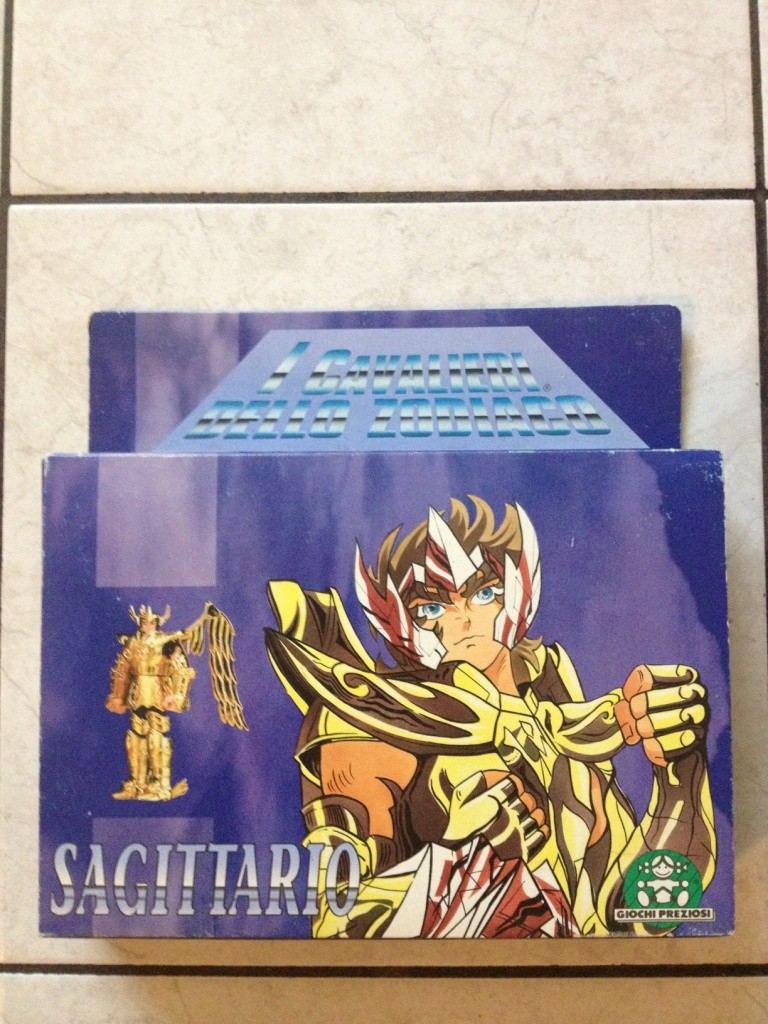 I CAVALIERI®
DELLO ZODIACO
SAGITTARIO
GIOCHI PREZIOSI